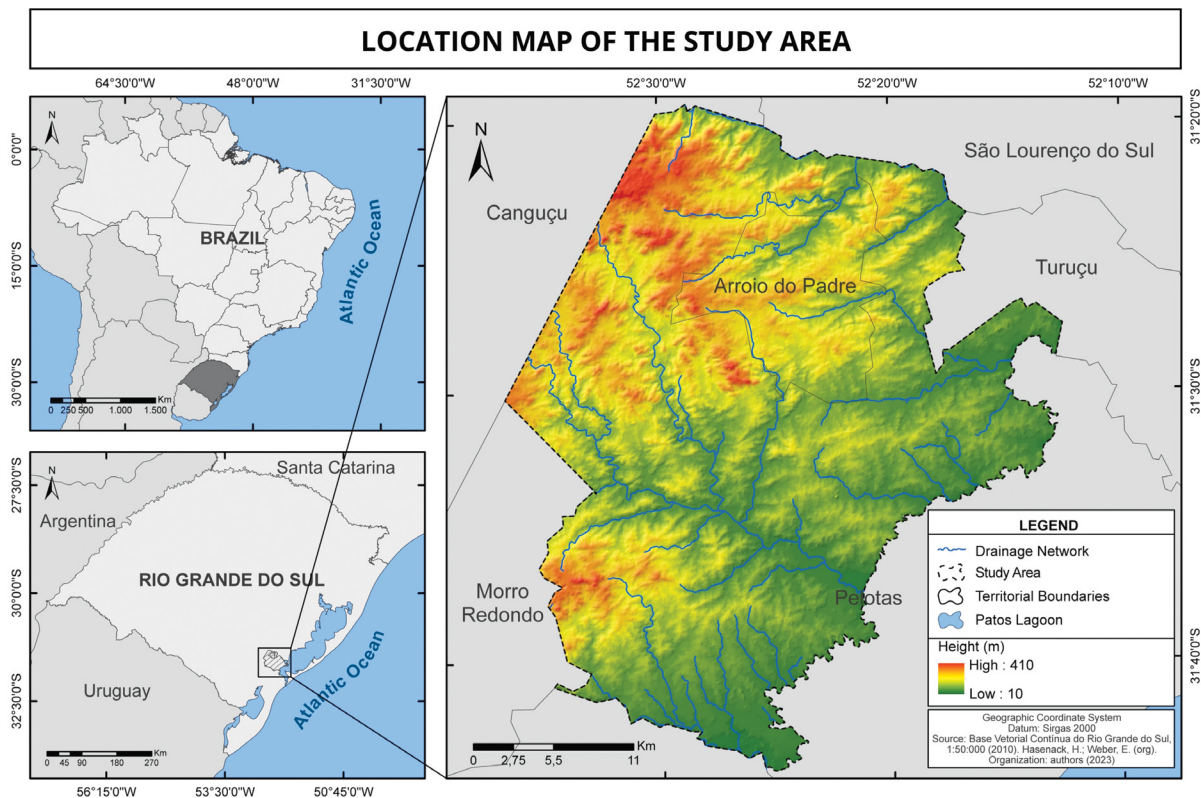 LOCATION MAP OF THE STUDY AREA
64°30'0"W
48°0'0"W
31°30'0"W
0°0'0"
15°0'0"S
30°0'0"S
N
BRAZIL
Atlantic Ocean
0 250 500 1.000 1.500
Km
27°30'0"S
30°0'0"S
32°30'0"S
N
Santa Catarina
Argentina
RIO GRANDE DO SUL
Uruguay
Atlantic Ocean
0 45 90 180 270
Km
56°15'0"W
53°30'0"W
50°45'0"W
52°30'0"W
52°20'0"W
52°10'0"W
31°20'0"S
31°30'0"S
31°40'0"S
N
São Lourenço do Sul
Canguçu
Turuçu
Arroio do Padre
Morro
Redondo
Pelotas
0 2,75 5,5 11
Km
LEGEND
Drainage Network
Study Area
Territorial Boundaries
Patos Lagoon
Height (m)
High : 410
Low : 10
Geographic Coordinate System
Datum: Sirgas 2000
Source: Base Vetorial Contínua do Rio Grande do Sul,
1:50:000 (2010). Hasenack, H.; Weber, E. (org).
Organization: authors (2023)